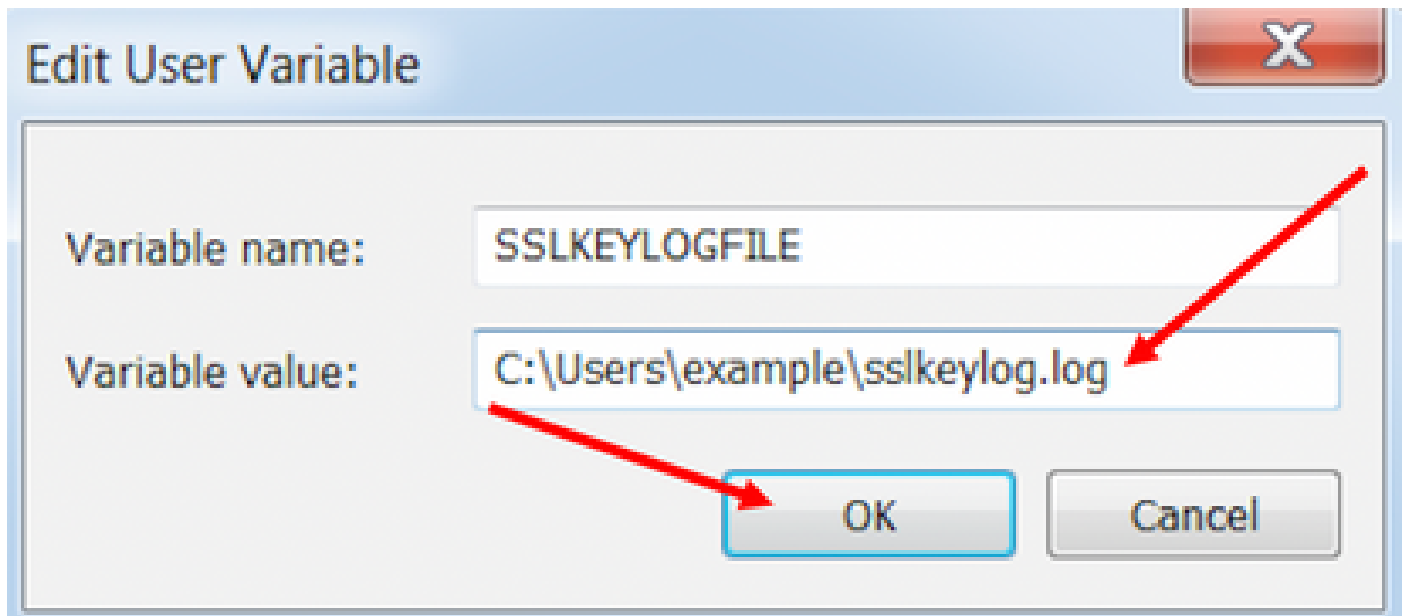 Edit User Variable
Variable name: SSLKEYLOGFILE
Variable value: C:\Users\example\sslkeylog.log
OK Cancel